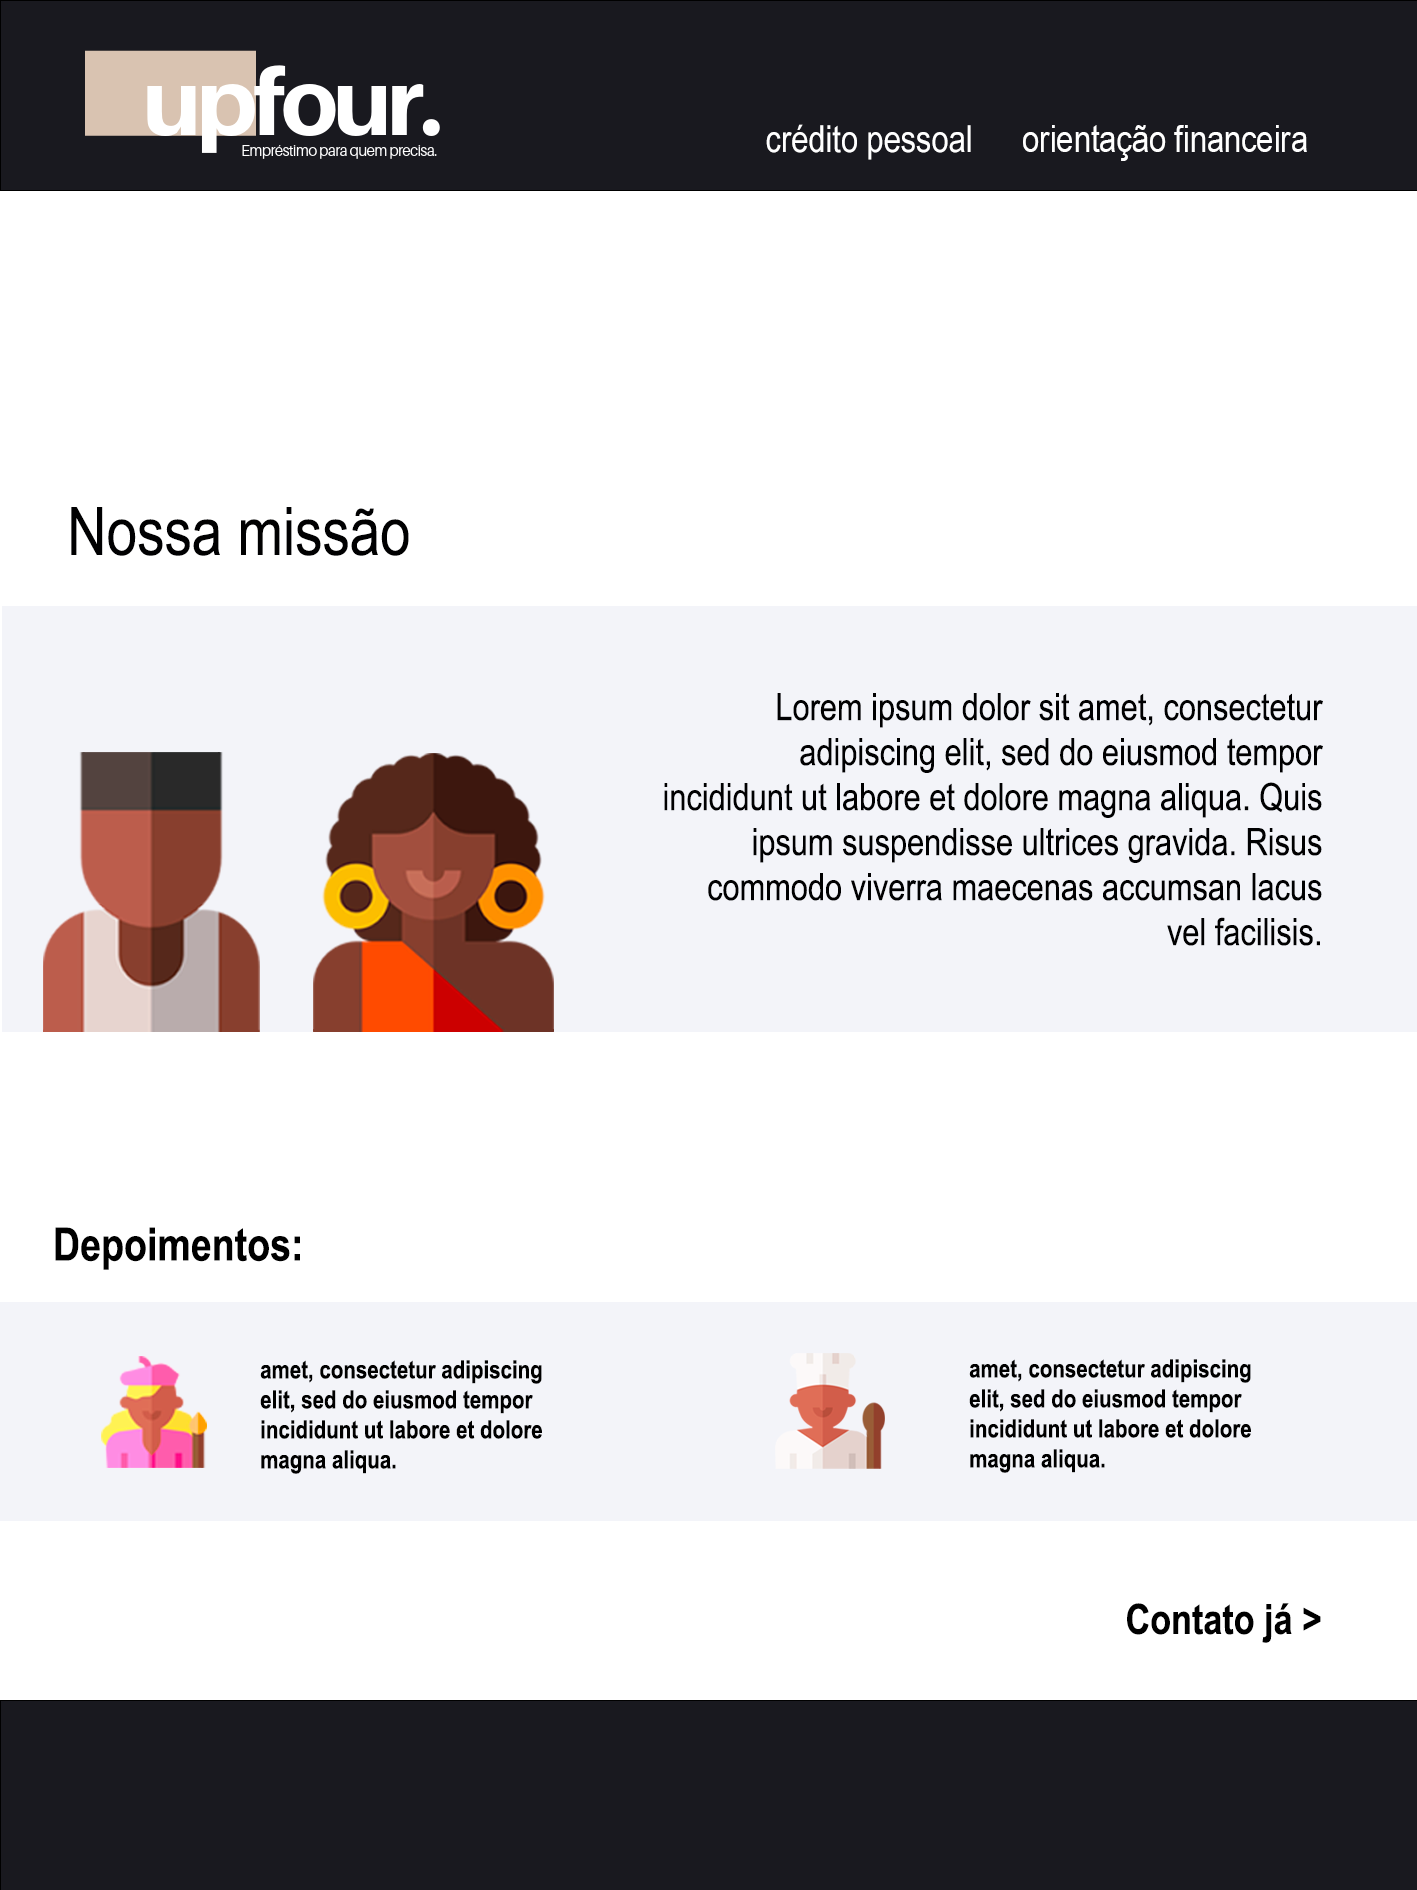 upfour.
Empréstimo para quem precisa.
crédito pessoal
orientação financeira
Nossa missão
Lorem ipsum dolor sit amet, consectetur
adipiscing elit, sed do eiusmod tempor
incididunt ut labore et dolore magna aliqua. Quis
ipsum suspendisse ultrices gravida. Risus
commodo viverra maecenas accumsan lacus
vel facilisis.
Depoimentos:
amet, consectetur adipiscing
elit, sed do eiusmod tempor
incididunt ut labore et dolore
magna aliqua.
amet, consectetur adipiscing
elit, sed do eiusmod tempor
incididunt ut labore et dolore
magna aliqua.
Contato já >